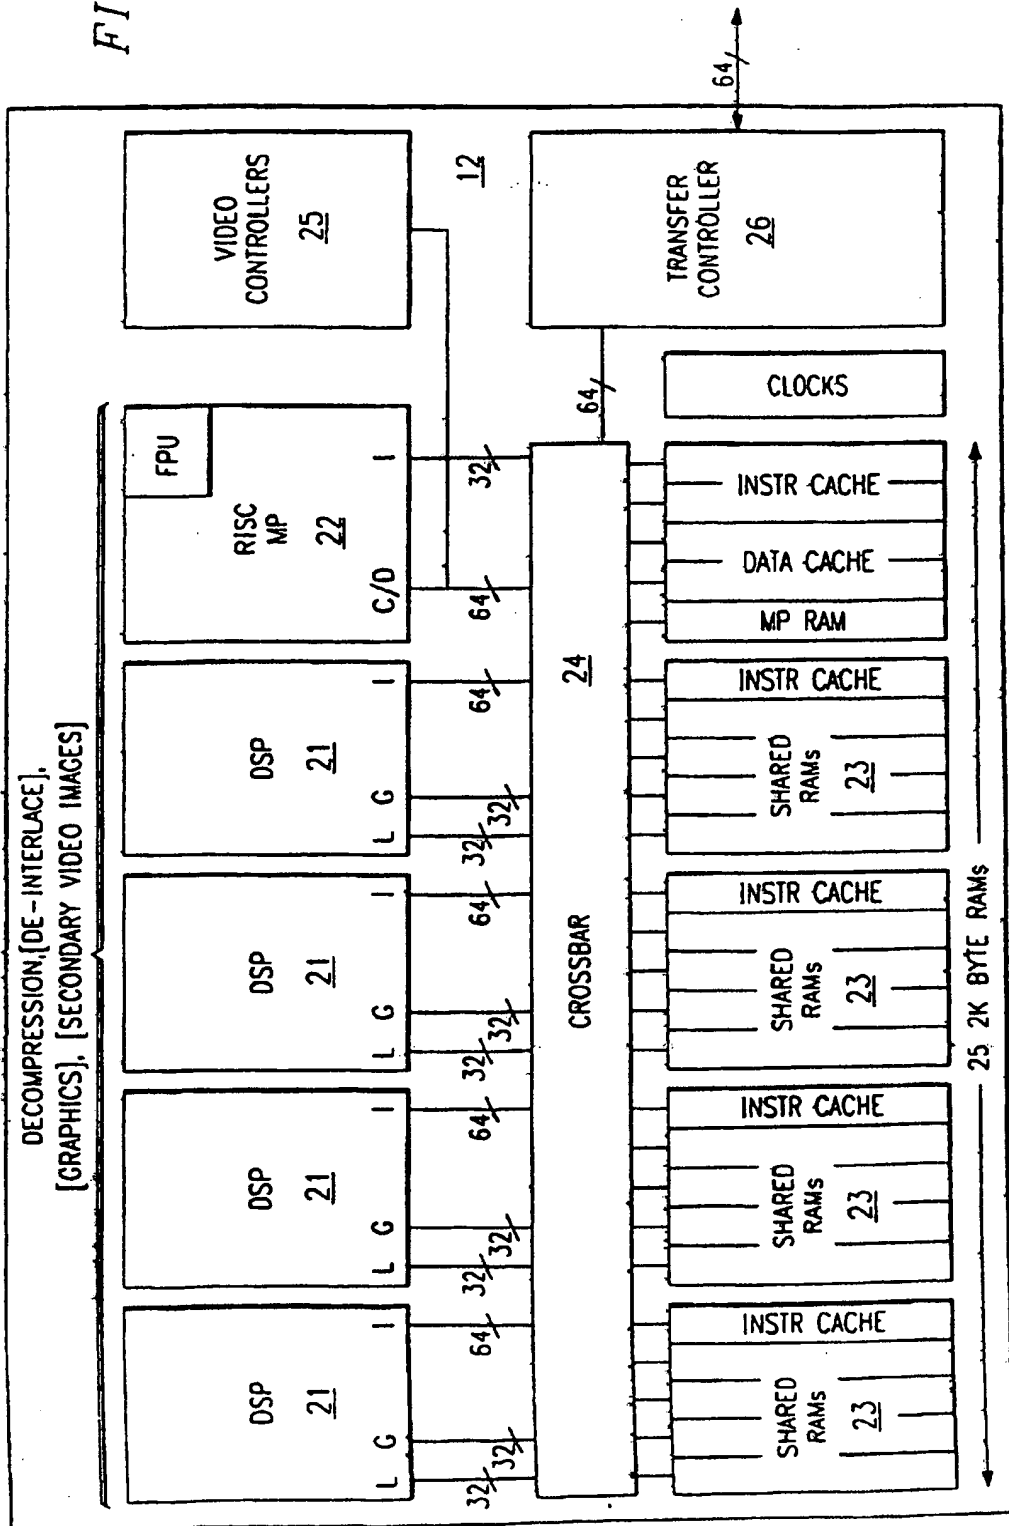 FI
DECOMPRESSION,[DE-INTERLACE],
[GRAPHICS], [SECONDARY VIDEO IMAGES]
DSP
21
L G I
DSP
21
L G I
DSP
21
L G I
DSP
21
L G I
FPU
RISC
MP
22
C/D I
VIDEO
CONTROLLERS
25
12
32 32 64
32 32 64
32 32 64
32 32 64
64 32
CROSSBAR
24
64
TRANSFER
CONTROLLER
26
64
SHARED
RAMs
23
INSTR CACHE
SHARED
RAMs
23
INSTR CACHE
SHARED
RAMs
23
INSTR CACHE
SHARED
RAMs
23
INSTR CACHE
MP RAM
DATA CACHE
INSTR CACHE
CLOCKS
25 2K BYTE RAMs